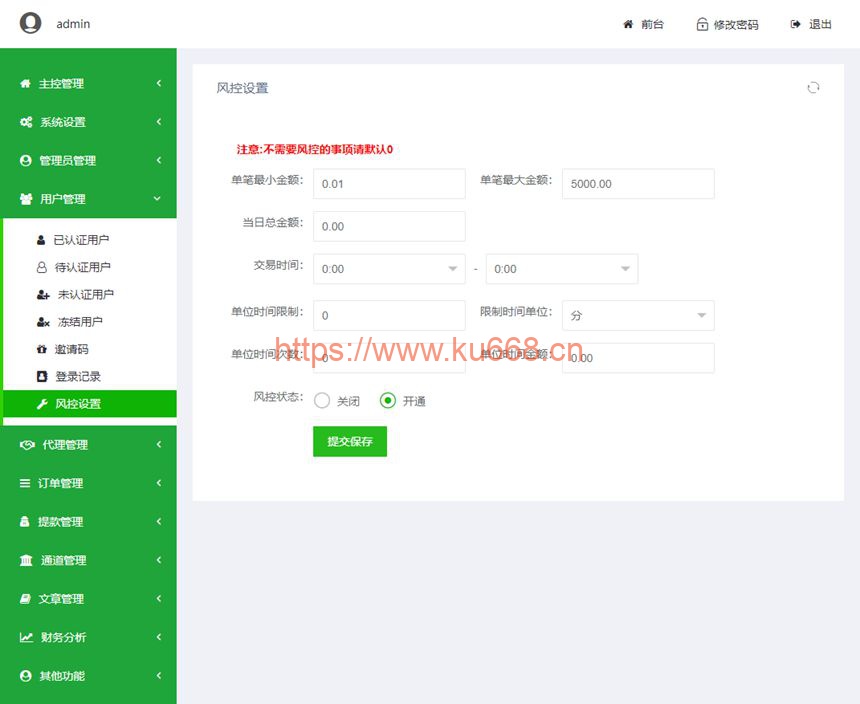 admin
前台
修改密码
退出
主控管理
系统设置
管理员管理
用户管理
已认证用户
待认证用户
未认证用户
冻结用户
邀请码
登录记录
风控设置
代理管理
订单管理
提款管理
通道管理
文章管理
财务分析
其他功能
风控设置
注意:不需要风控的事项请默认0
单笔最小金额: 0.01 单笔最大金额: 5000.00
当日总金额: 0.00
交易时间: 0:00 - 0:00
单位时间限制: 0 限制时间单位: 分
单位时间次数: 0 单位时间金额: 0.00
https://www.ku668.cn
风控状态: 关闭 开通
提交保存